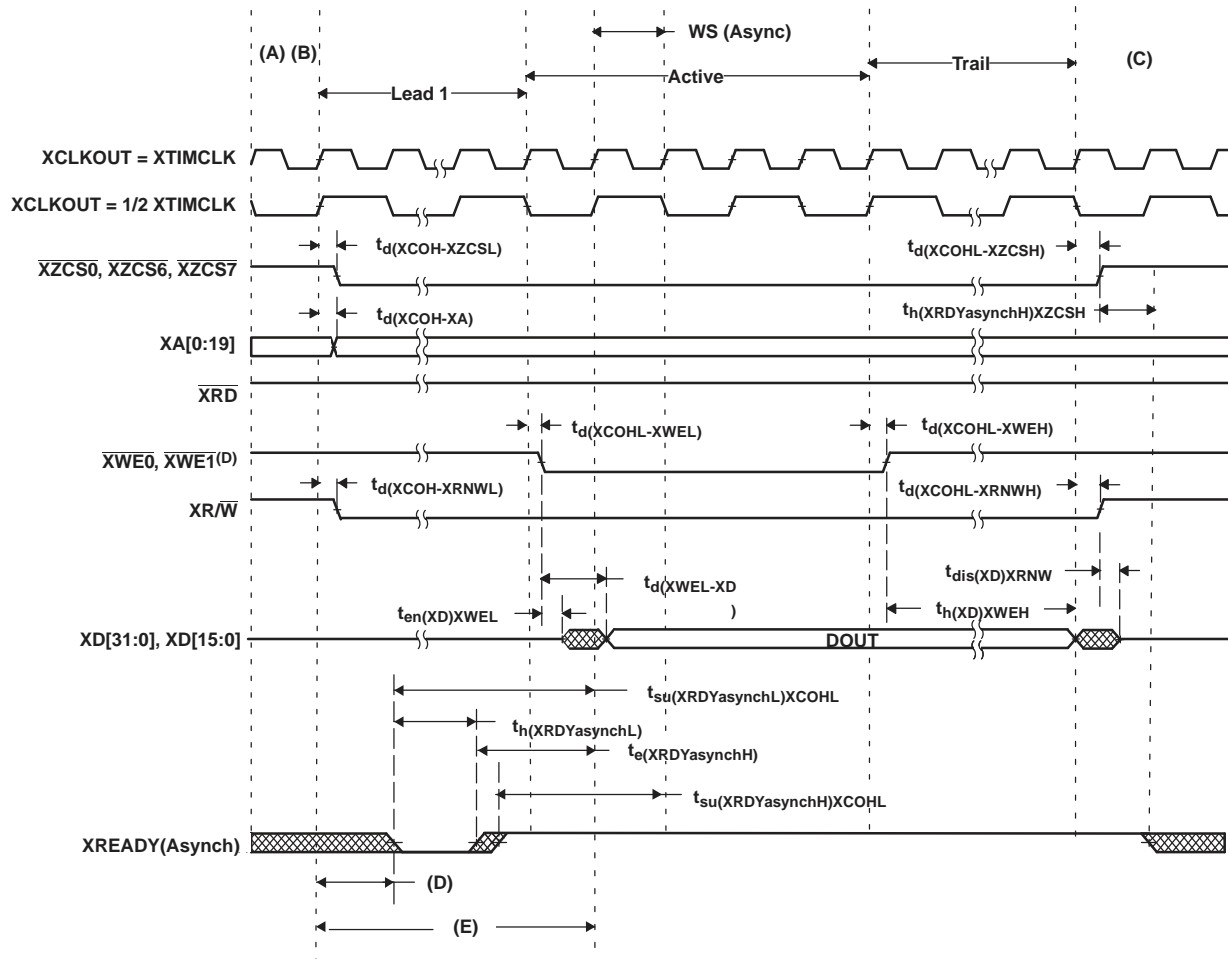 WS (Async)
(A) (B)
Trail
(C)
Active
Lead 1
XCLKOUT = XTIMCLK
XCLKOUT = 1/2 XTIMCLK
td(XCOH-XZCSL)
td(XCOHL-XZCSH)
XZCS0, XZCS6, XZCS7
th(XRDYasynchH)XZCSH
td(XCOH-XA)
XA[0:19]
XRD
td(XCOHL-XWEL)
td(XCOHL-XWEH)
XWE0, XWE1(D)
td(XCOH-XRNWL)
td(XCOHL-XRNWH)
XR/W
tdis(XD)XRNW
td(XWEL-XD
)
ten(XD)XWEL
th(XD)XWEH
XD[31:0], XD[15:0]
DOUT
tsu(XRDYasynchL)XCOHL
th(XRDYasynchL)
te(XRDYasynchH)
tsu(XRDYasynchH)XCOHL
XREADY(Asynch)
(D)
(E)